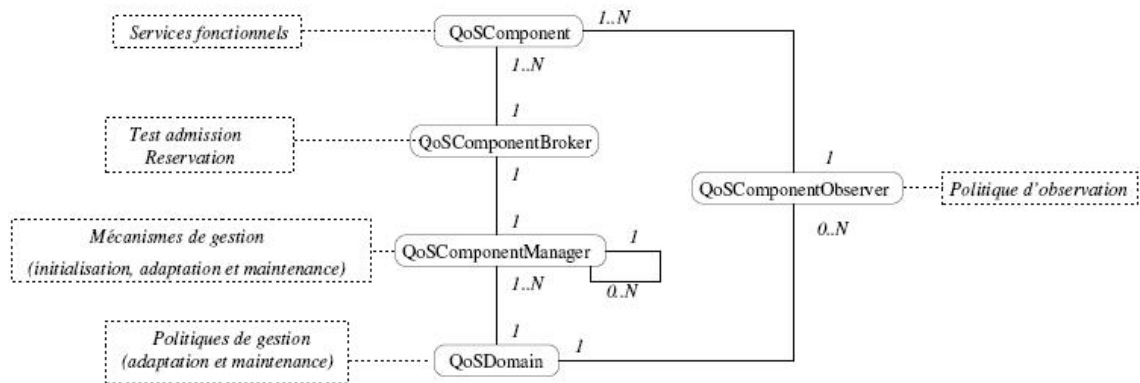 1..N
Services fonctionnels
QoSComponent
1..N
1
Test admission
Reservation
QoSComponentBroker
1
1
QoSComponentObserver
Politique d'observation
0..N
1
Mécanismes de gestion
(initialisation, adaptation et maintenance)
QoSComponentManager
1
1..N
0..N
1
Politiques de gestion
(adaptation et maintenance)
QoSDomain
1